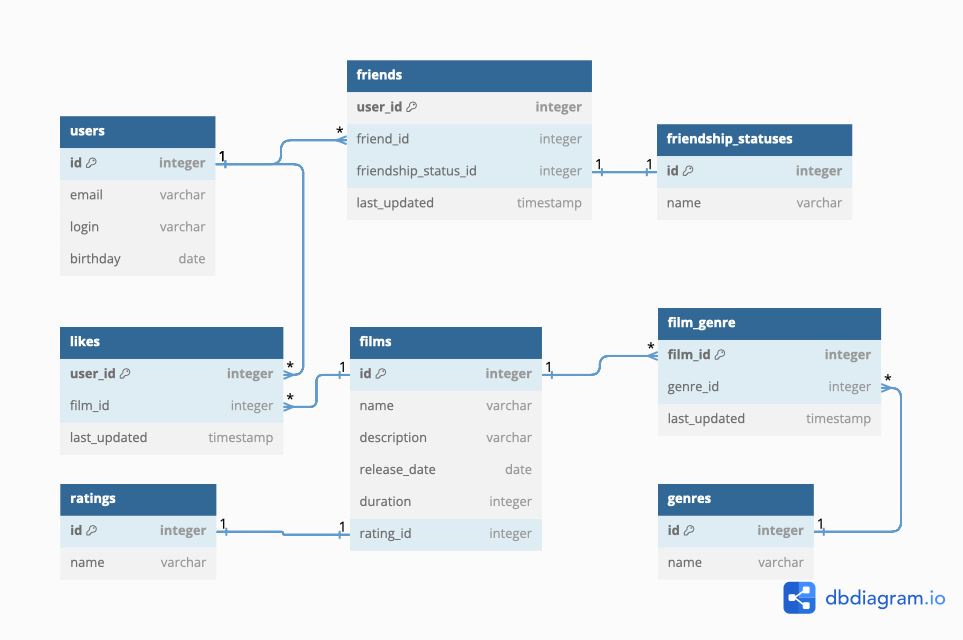 users
id integer
email varchar
login varchar
birthday date
1
friends
user_id integer
* friend_id integer
friendship_status_id integer
last_updated timestamp
1 1
friendship_statuses
id integer
name varchar
likes
user_id integer *
film_id integer *
last_updated timestamp
films
1 id integer 1
name varchar
description varchar
release_date date
duration integer
1 rating_id integer
film_genre
* film_id integer
genre_id integer *
last_updated timestamp
ratings
id integer 1
name varchar
genres
id integer 1
name varchar
dbdiagram.io